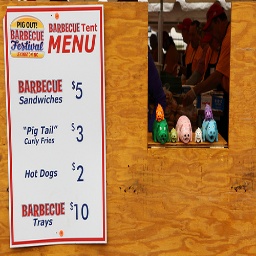 PIG OUT!
BARBECUE
Festival
BARBECUE Tent
MENU
BARBECUE
Sandwiches
$5
"Pig Tail"
Curly Fries
$3
Hot Dogs
$2
BARBECUE
Trays
$10